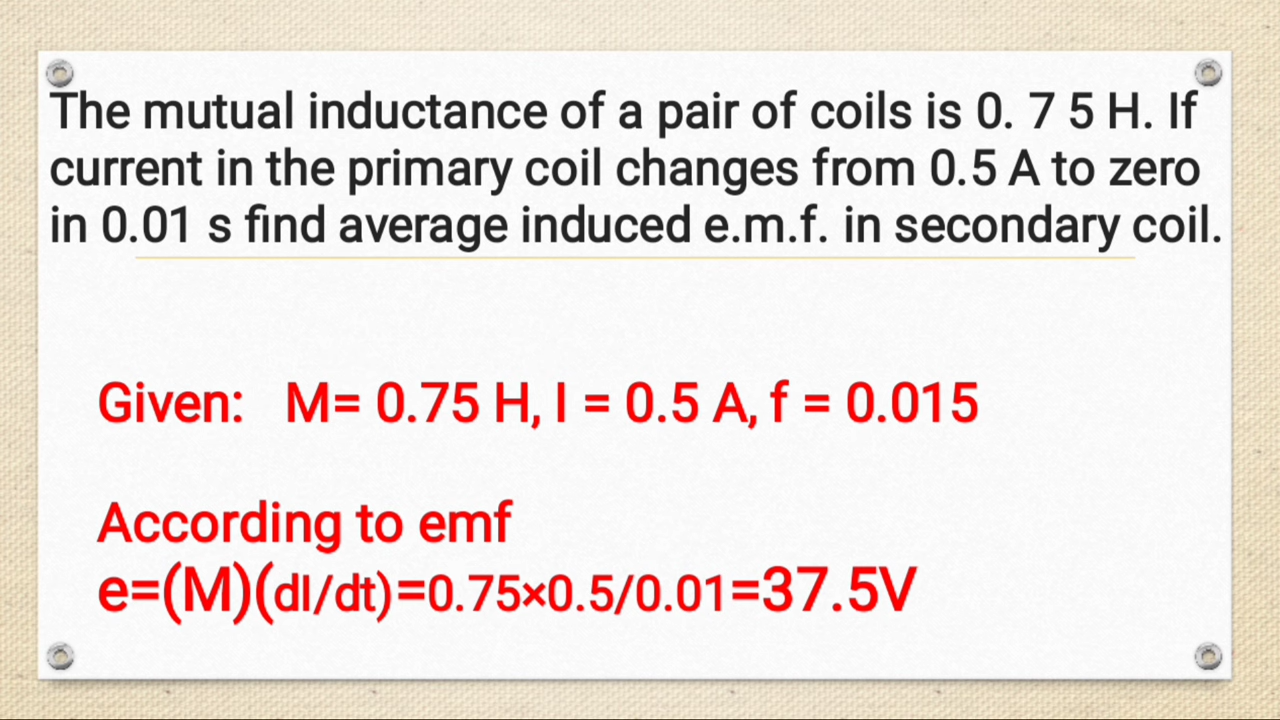 The mutual inductance of a pair of coils is 0. 7 5 H. If
current in the primary coil changes from 0.5 A to zero
in 0.01 s find average induced e.m.f. in secondary coil.
Given: M= 0.75 H, I = 0.5 A, f = 0.015
According to emf
e=(M)(dI/dt)=0.75×0.5/0.01=37.5V